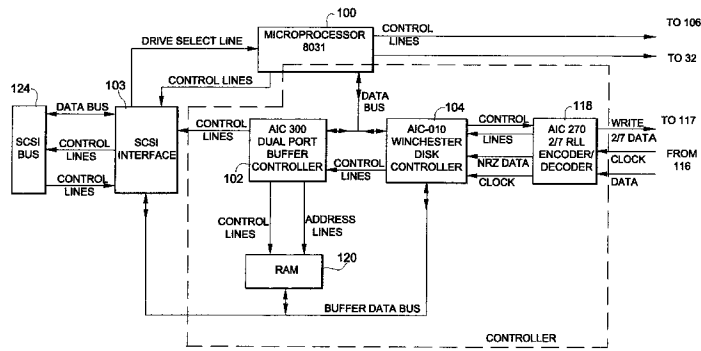 100
MICROPROCESSOR
8031
CONTROL
LINES
TO 106
TO 32
DRIVE SELECT LINE
CONTROL LINES
124
103
DATA BUS
SCSI
BUS
CONTROL
LINES
CONTROL
LINES
SCSI
INTERFACE
CONTROL
LINES
AIC 300
DUAL PORT
BUFFER
CONTROLLER
102
DATA
BUS
CONTROL
LINES
104
AIC-010
WINCHESTER
DISK
CONTROLLER
CONTROL
LINES
NRZ DATA
CLOCK
118
AIC 270
2/7 RLL
ENCODER/
DECODER
WRITE
2/7 DATA
CLOCK
DATA
TO 117
FROM
116
CONTROL
LINES
ADDRESS
LINES
RAM
120
BUFFER DATA BUS
CONTROLLER